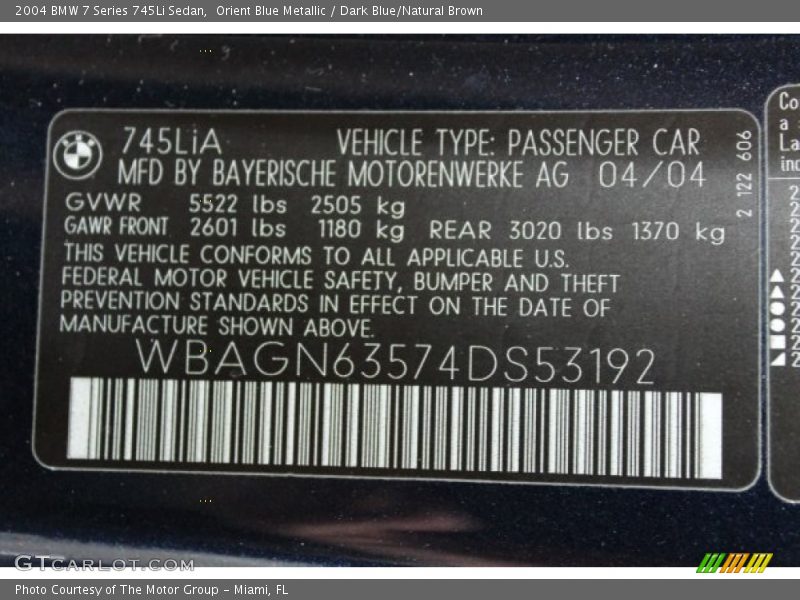 2004 BMW 7 Series 745Li Sedan, Orient Blue Metallic / Dark Blue/Natural Brown
745LiA VEHICLE TYPE: PASSENGER CAR
MFD BY BAYERISCHE MOTORENWERKE AG 04/04
GVWR 5522 lbs 2505 kg
GAWR FRONT 2601 lbs 1180 kg REAR 3020 lbs 1370 kg
THIS VEHICLE CONFORMS TO ALL APPLICABLE U.S.
FEDERAL MOTOR VEHICLE SAFETY, BUMPER AND THEFT
PREVENTION STANDARDS IN EFFECT ON THE DATE OF
MANUFACTURE SHOWN ABOVE.
WBAGN63574DS53192
2 122 606
Co
a
La
inc
GTCARLOT.COM
Photo Courtesy of The Motor Group - Miami, FL